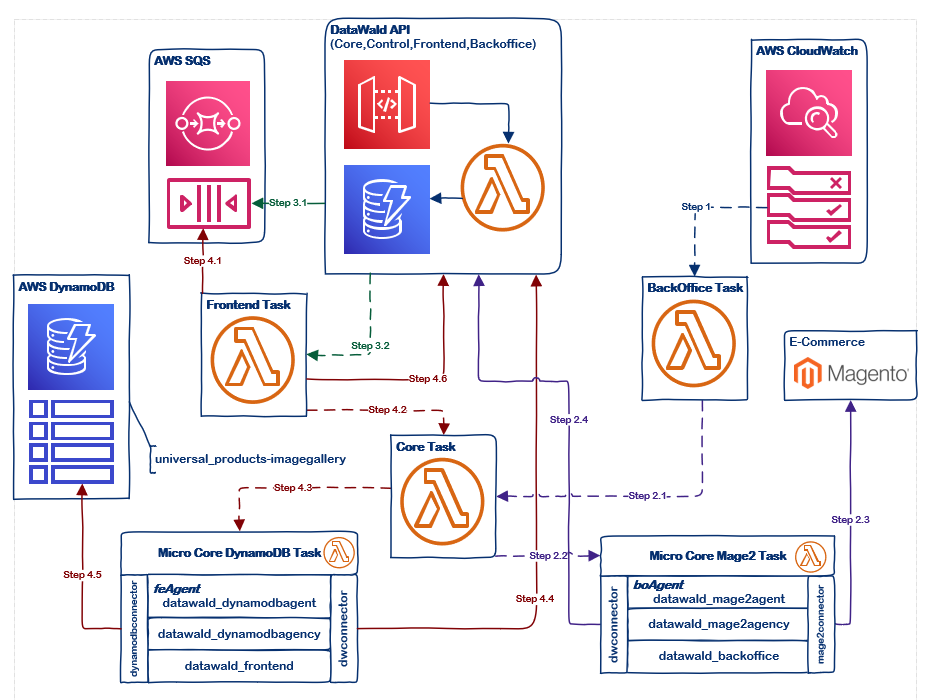 DataWald API
(Core,Control,Frontend,Backoffice)
AWS SQS
AWS CloudWatch
Step 3.1
Step 1-
Step 4.1
AWS DynamoDB
Frontend Task
BackOffice Task
Step 3.2
E-Commerce
Magento
Step 4.6
Step 4.2
Step 2.4
Core Task
universal_products-imagegallery
Step 4.3
Step 2.1-
Step 2.3
Micro Core DynamoDB Task
Step 2.2
Micro Core Mage2 Task
Step 4.5
Step 4.4
dynamodbconnector
feAgent
datawald_dynamodbagent
datawald_dynamodbagency
datawald_frontend
dwconnector
dwconnector
boAgent
datawald_mage2agent
datawald_mage2agency
datawald_backoffice
mage2connector